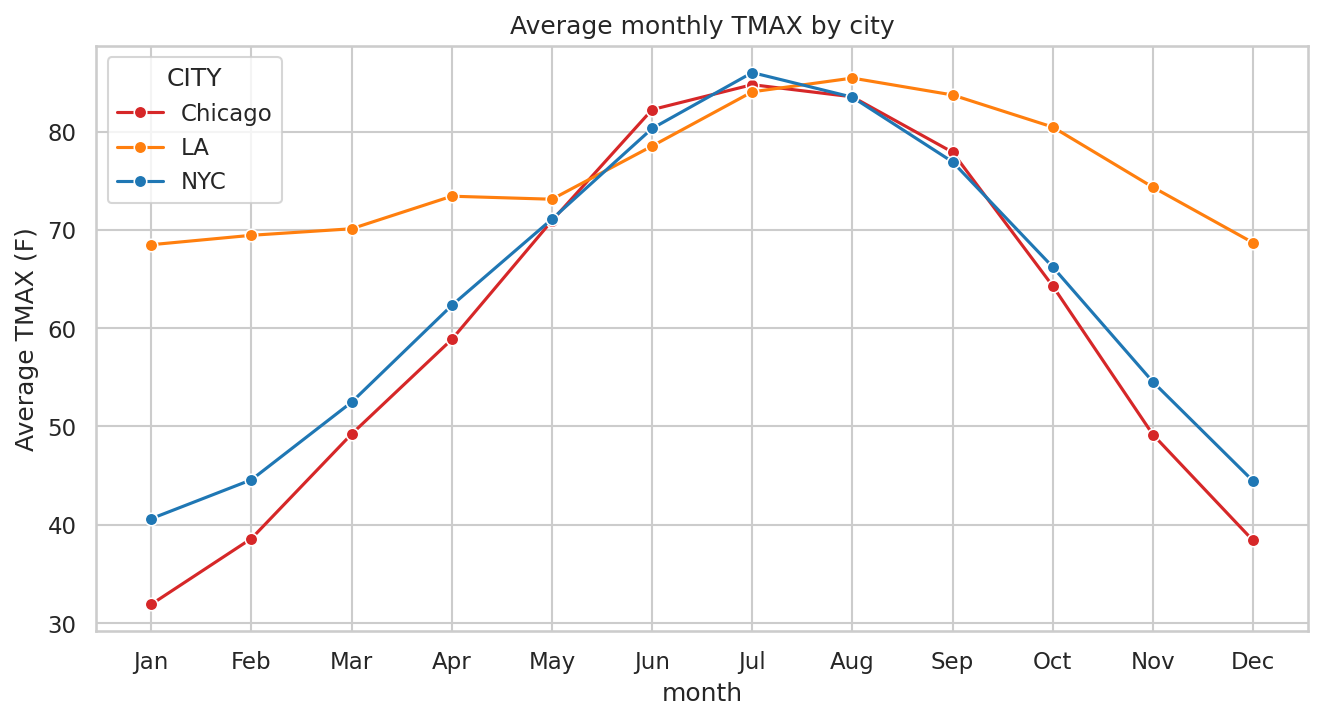 Average monthly TMAX by city
CITY
Chicago
LA
NYC
Average TMAX (F)
80
70
60
50
40
30
Jan Feb Mar Apr May Jun Jul Aug Sep Oct Nov Dec
month